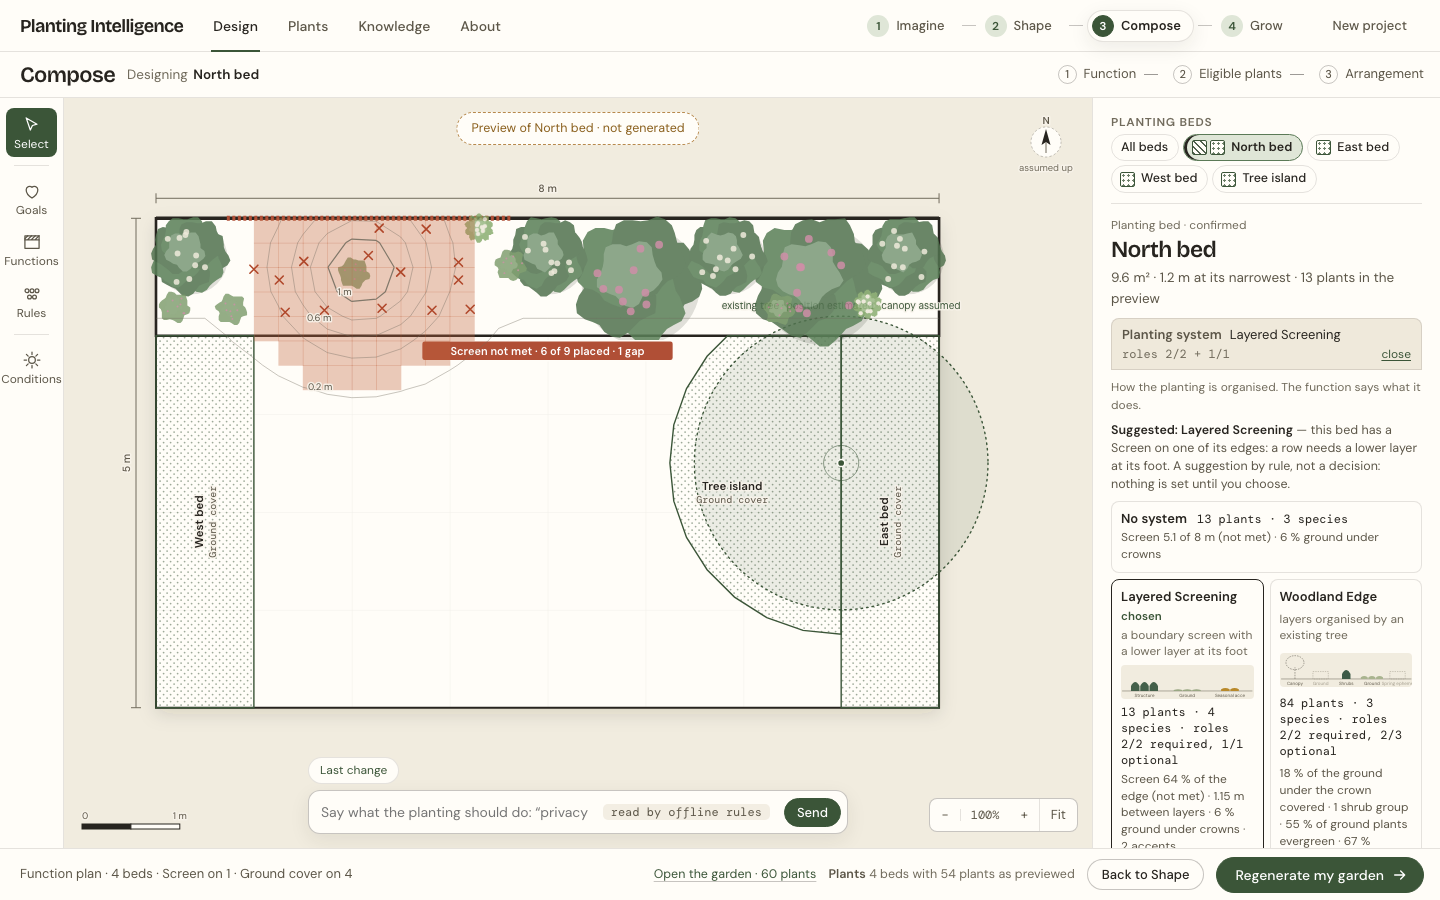 Planting Intelligence
Design
Plants
Knowledge
About
1 Imagine
2 Shape
3 Compose
4 Grow
New project
Compose
Designing North bed
1 Function
2 Eligible plants
3 Arrangement
Select
Goals
Functions
Rules
Conditions
Preview of North bed · not generated
N
assumed up
8 m
5 m
1 m
0.6 m
0.2 m
canopy assumed
Screen not met · 6 of 9 placed · 1 gap
West bed
Ground cover
Tree island
Ground cover
East bed
Ground cover
Last change
Say what the planting should do: “privacy
read by offline rules
Send
0 1 m
− 100% + Fit
PLANTING BEDS
All beds
North bed
East bed
West bed
Tree island
Planting bed · confirmed
North bed
9.6 m² · 1.2 m at its narrowest · 13 plants in the
preview
Planting system Layered Screening
roles 2/2 + 1/1
close
How the planting is organised. The function says what it
does.
Suggested: Layered Screening — this bed has a
Screen on one of its edges: a row needs a lower layer
at its foot. A suggestion by rule, not a decision:
nothing is set until you choose.
No system 13 plants · 3 species
Screen 5.1 of 8 m (not met) · 6 % ground under
crowns
Layered Screening
chosen
a boundary screen with
a lower layer at its foot
Structure Ground
13 plants · 4
species · roles
2/2 required, 1/1
optional
Screen 64 % of the
edge (not met) · 1.15 m
between layers · 6 %
ground under crowns ·
2 accents
Woodland Edge
layers organised by an
existing tree
Canopy Ground Shrubs Ground
84 plants · 3
species · roles
2/2 required, 2/3
optional
18 % of the ground
under the crown
covered · 1 shrub group
· 55 % of ground plants
evergreen · 67 %
Function plan · 4 beds · Screen on 1 · Ground cover on 4
Open the garden · 60 plants
Plants 4 beds with 54 plants as previewed
Back to Shape
Regenerate my garden →